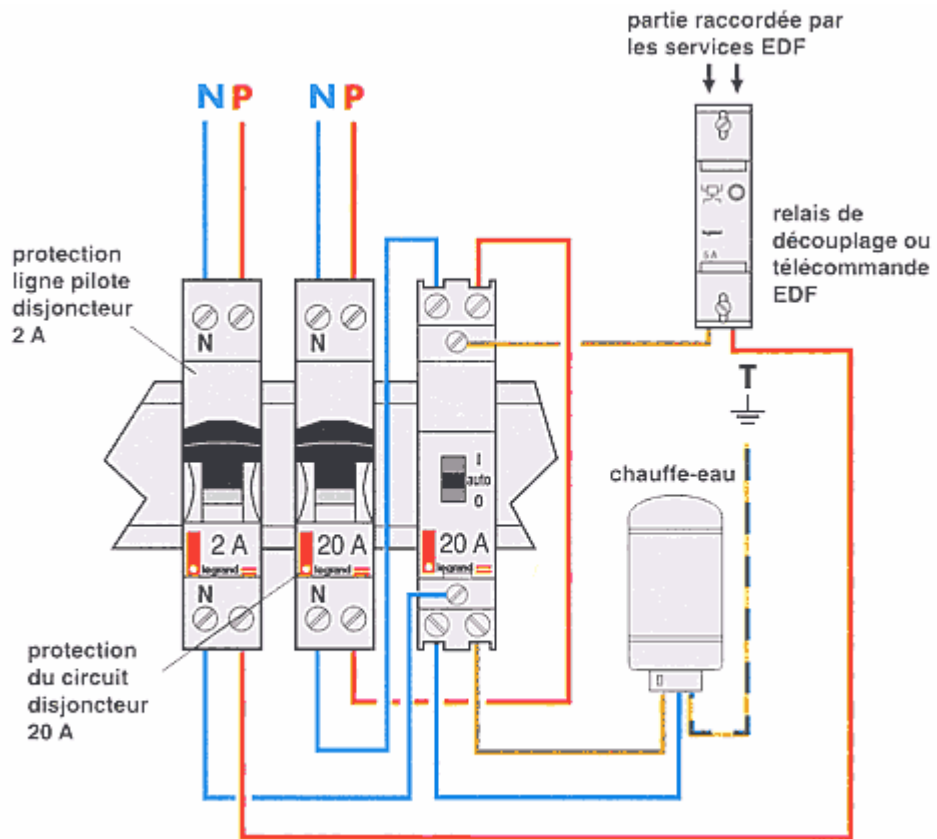 partie raccordée par
les services EDF
N P N P
relais de
découplage ou
télécommande
EDF
protection
ligne pilote
disjoncteur
2 A
N
N
5 A
T
chauffe-eau
I
auto
O
2 A
20 A
20 A
legrand
legrand
legrand
N
N
protection
du circuit
disjoncteur
20 A